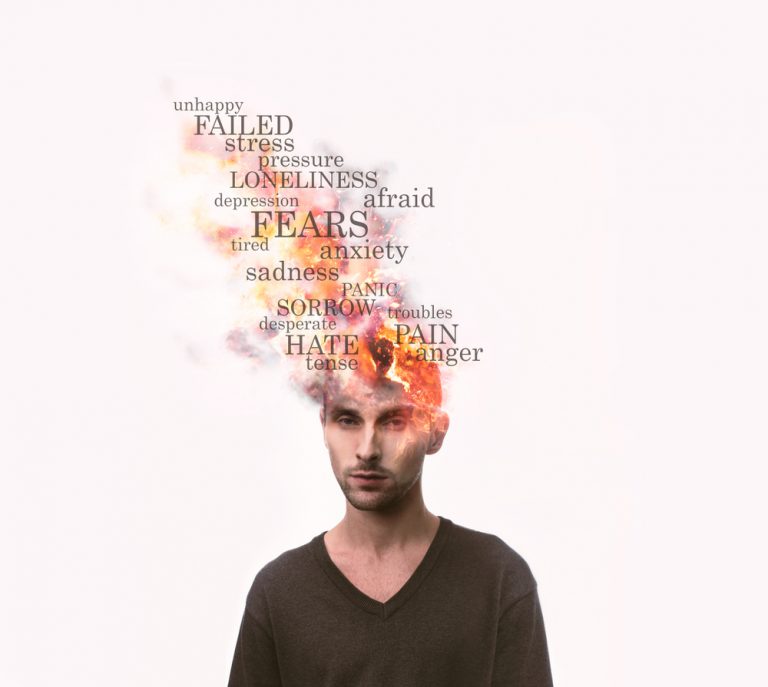 unhappy
FAILED
stress
pressure
LONELINESS
depression afraid
FEARS
tired anxiety
sadness
PANIC
SORROW troubles
desperate PAIN
HATE anger
tense